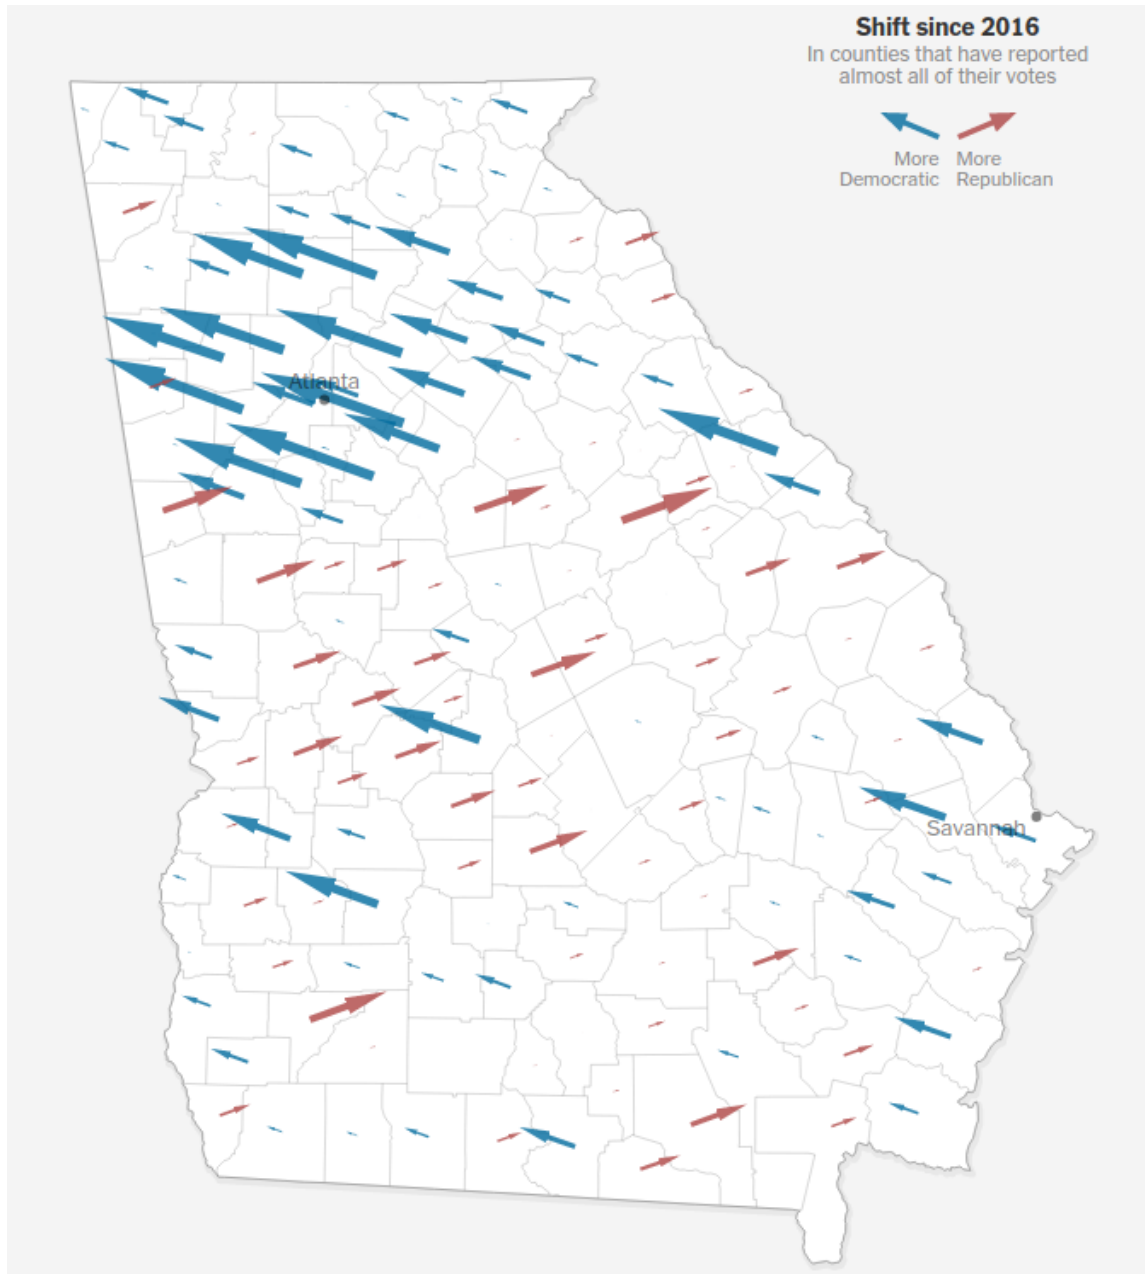 Shift since 2016
In counties that have reported
almost all of their votes
More More
Democratic Republican
Atlanta
Savannah